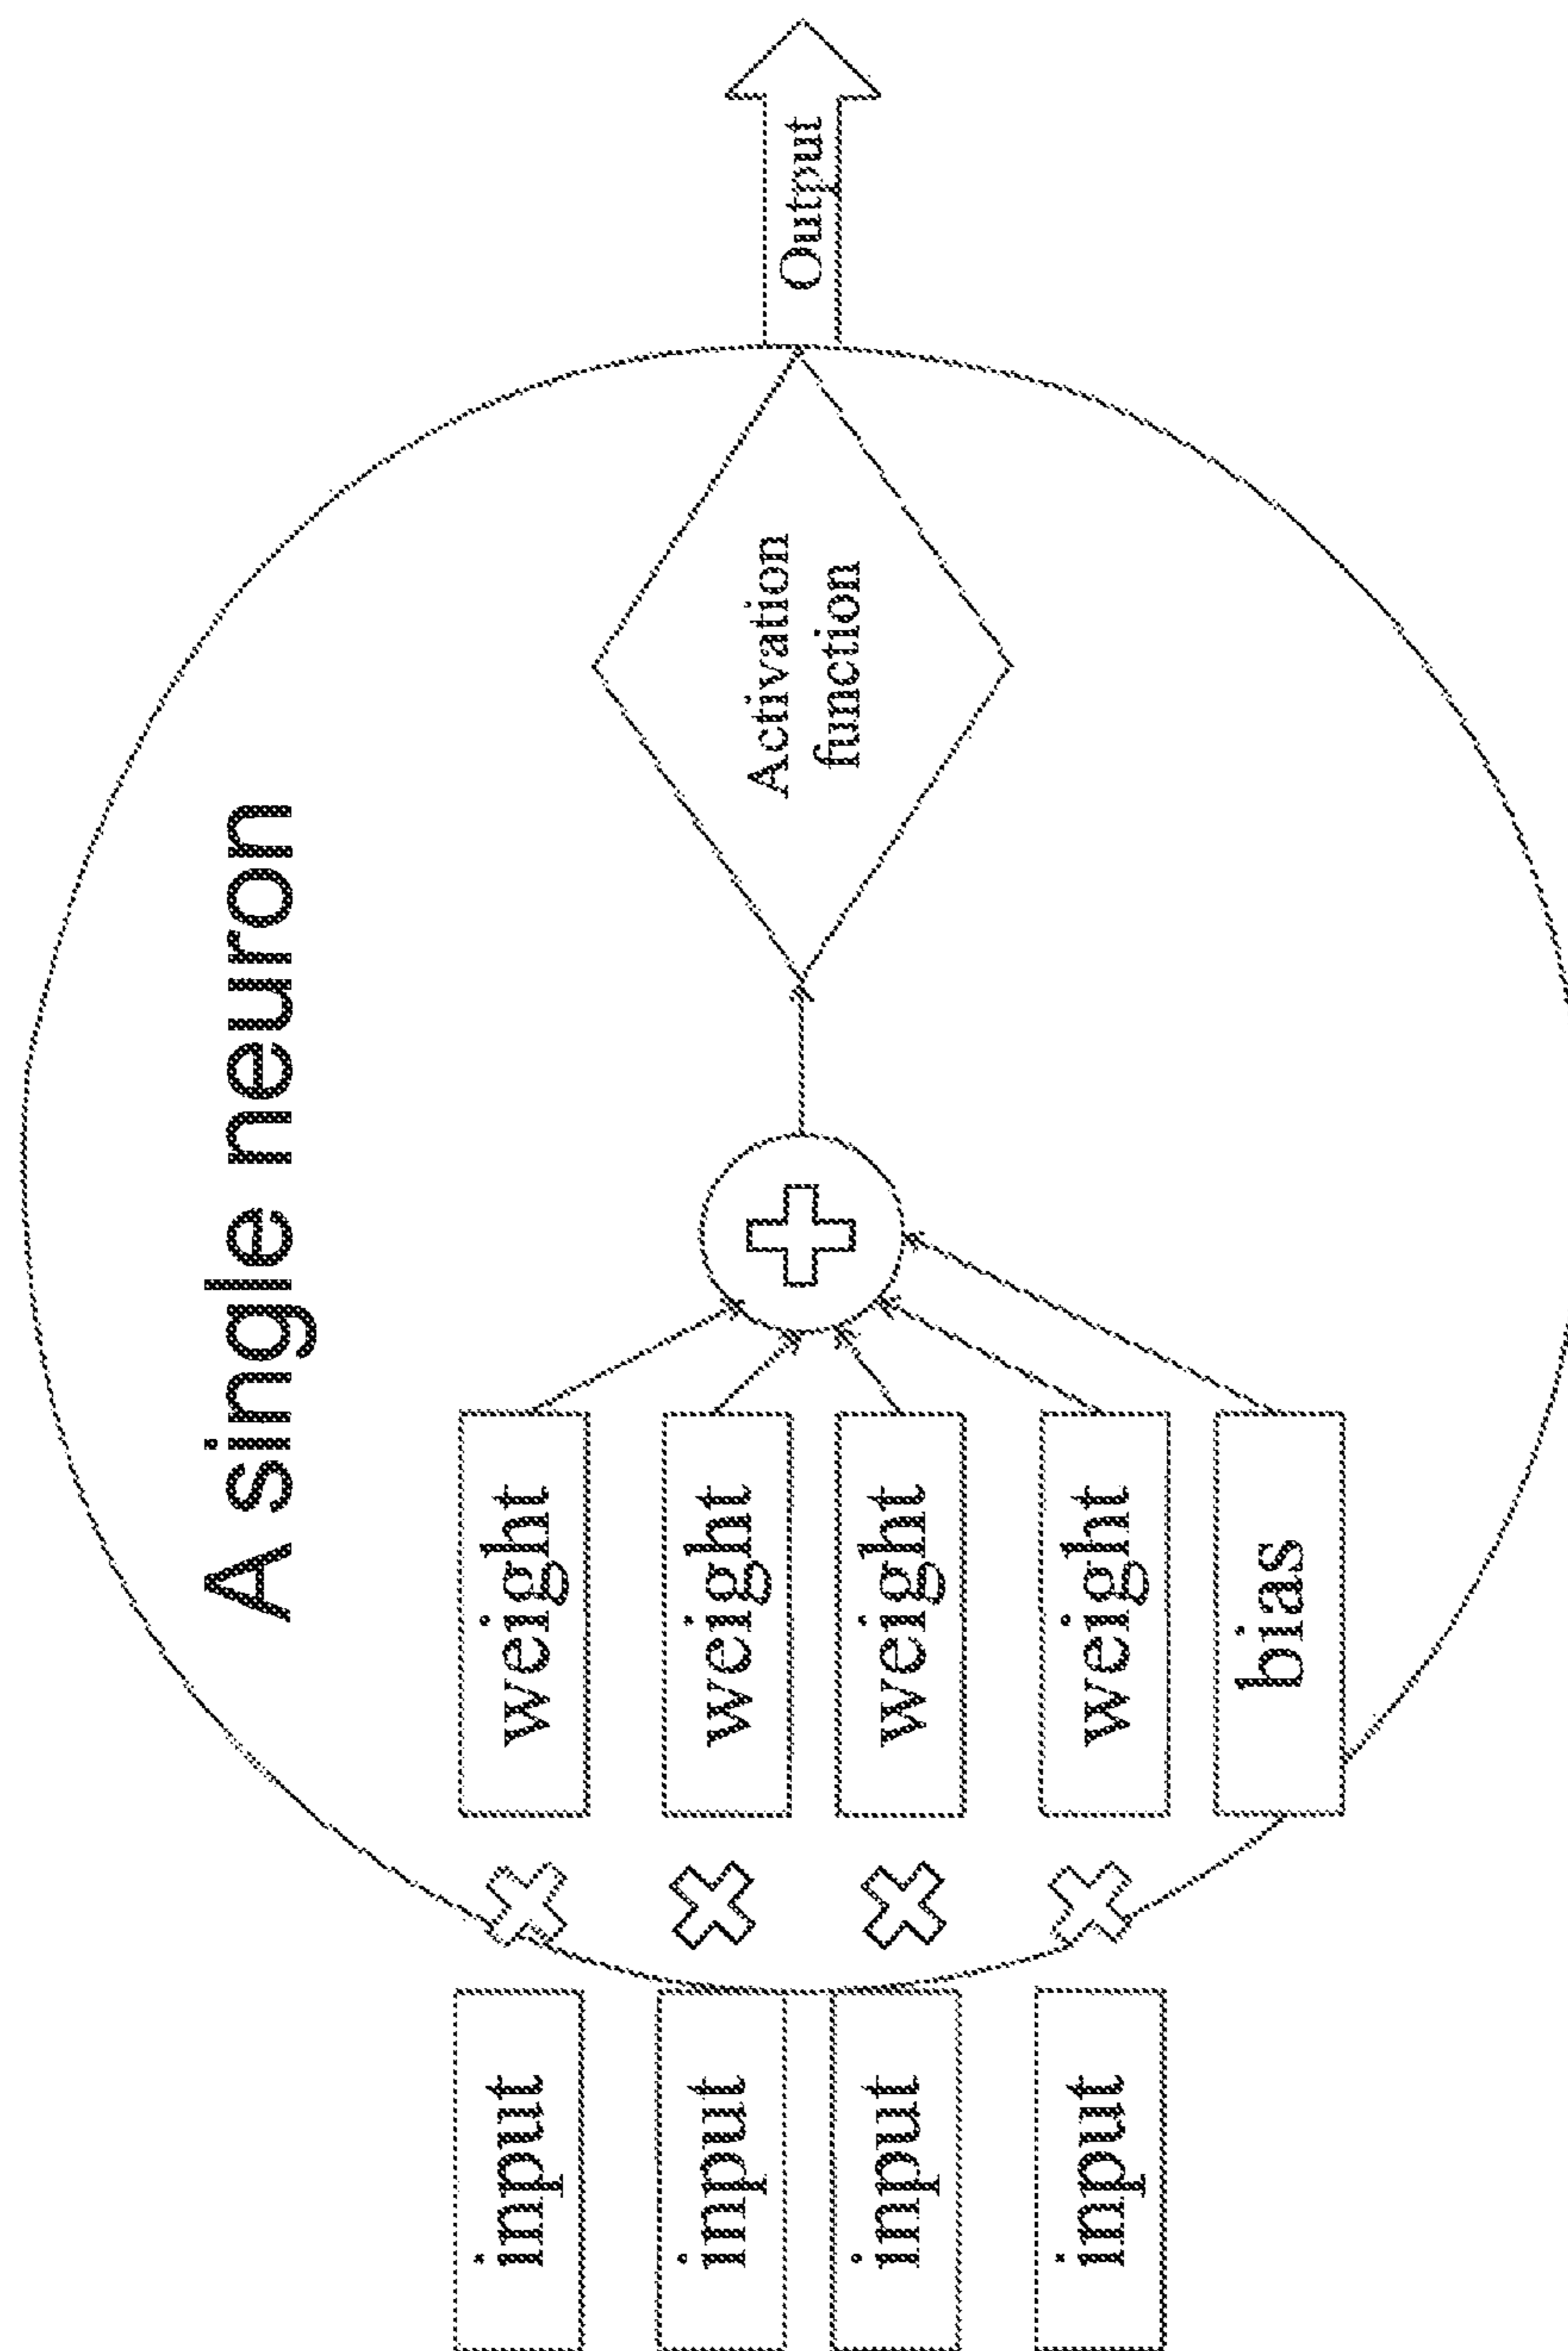 A single neuron
input
weight
input
weight
input
weight
input
weight
bias
Activation
function
Output